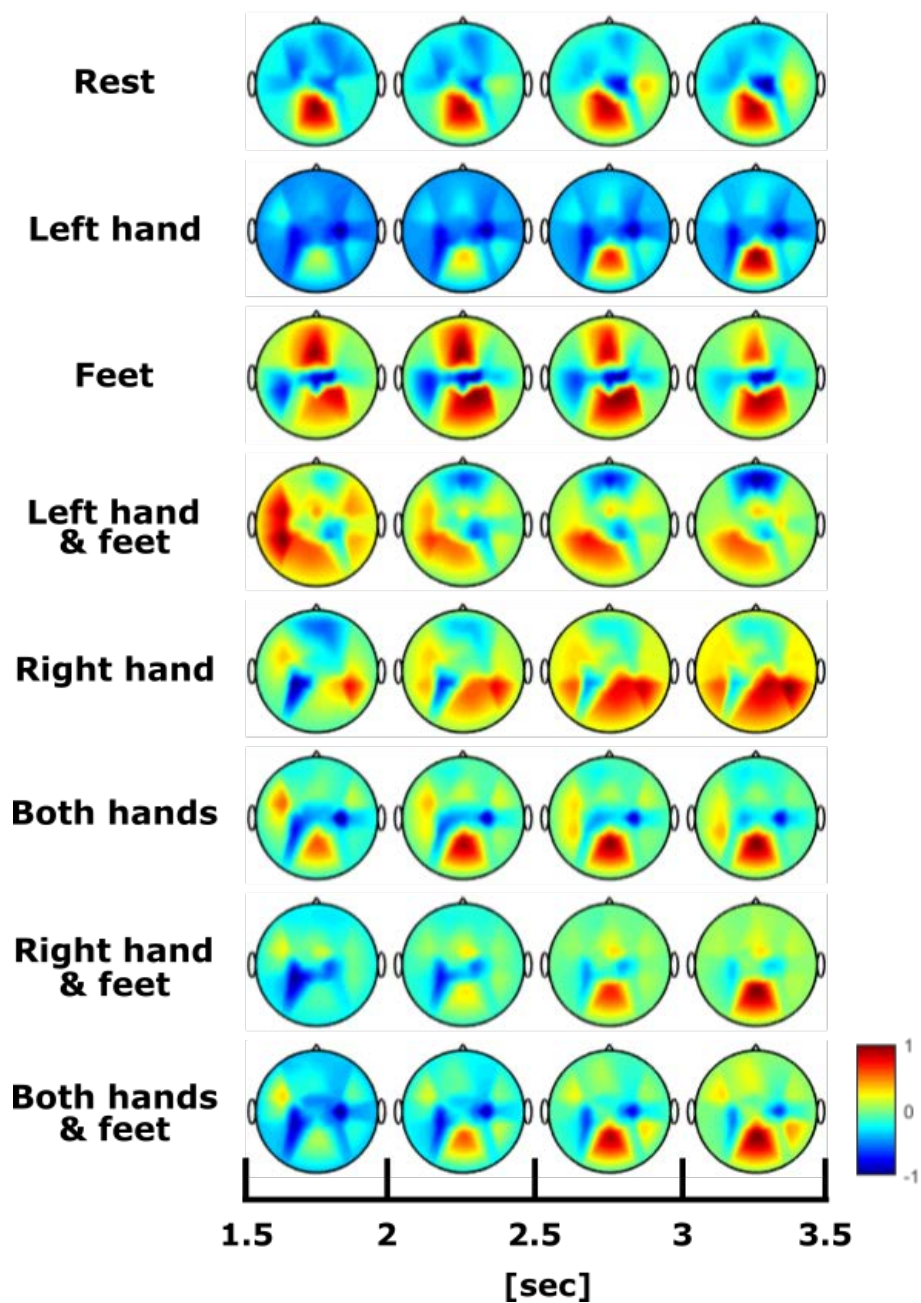 Rest
Left hand
Feet
Left hand
& feet
Right hand
Both hands
Right hand
& feet
Both hands
& feet
1
0
-1
1.5
2
2.5
3
3.5
[sec]